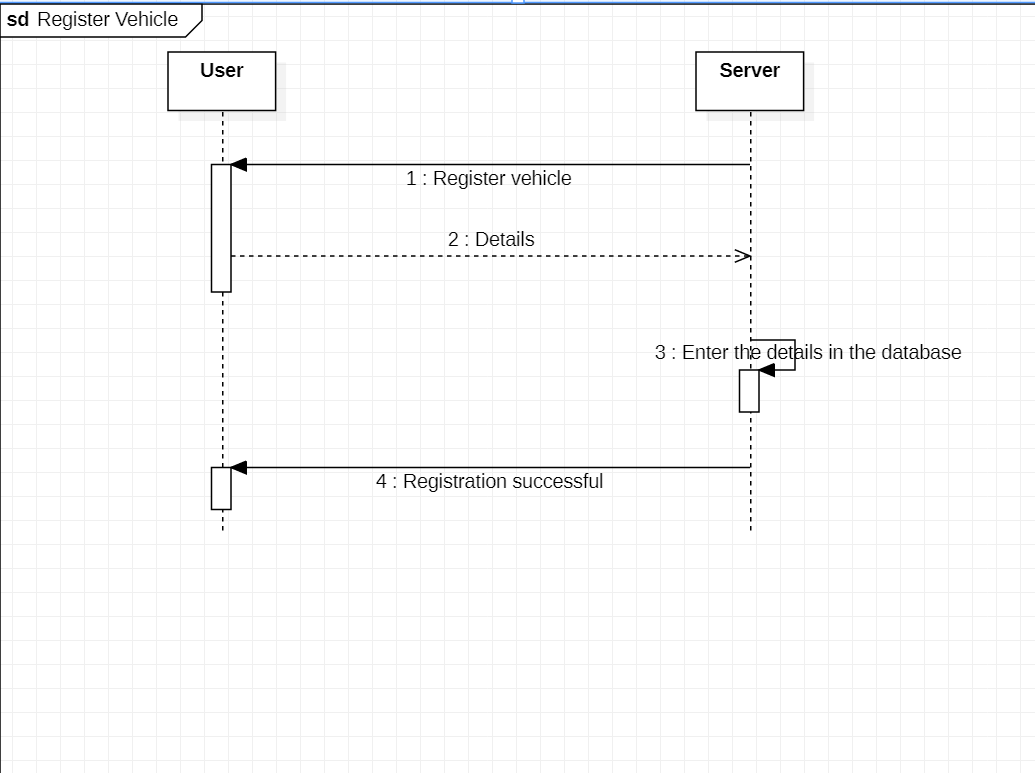 sd Register Vehicle
User
Server
1 : Register vehicle
2 : Details
3 : Enter the details in the database
4 : Registration successful